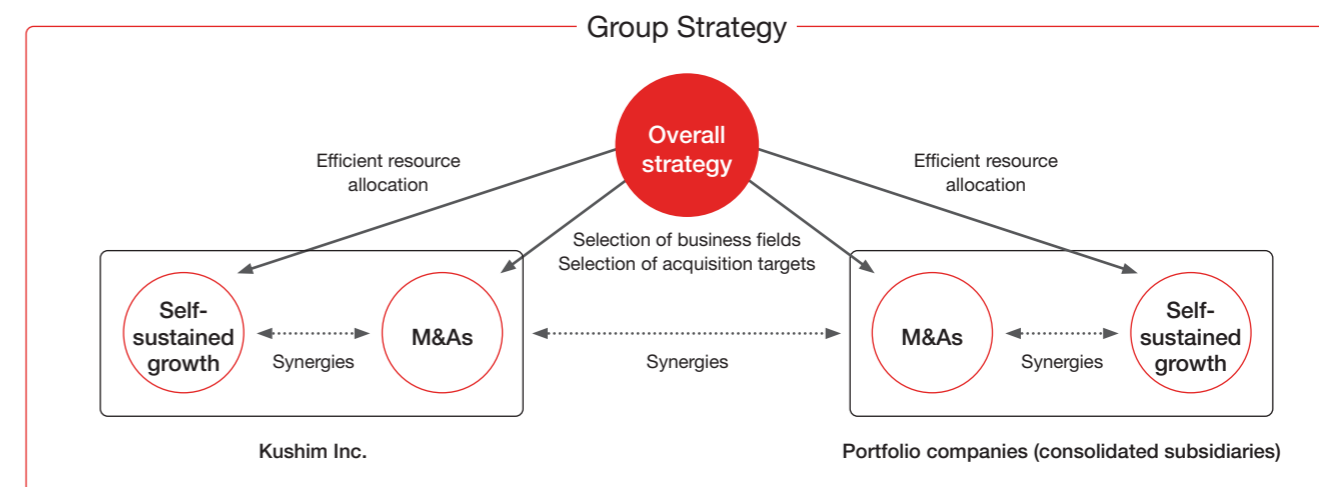 Group Strategy
Overall
strategy
Efficient resource
allocation
Efficient resource
allocation
Selection of business fields
Selection of acquisition targets
Self-
sustained
growth
Synergies
M&As
Synergies
M&As
Synergies
Self-
sustained
growth
Kushim Inc.
Portfolio companies (consolidated subsidiaries)